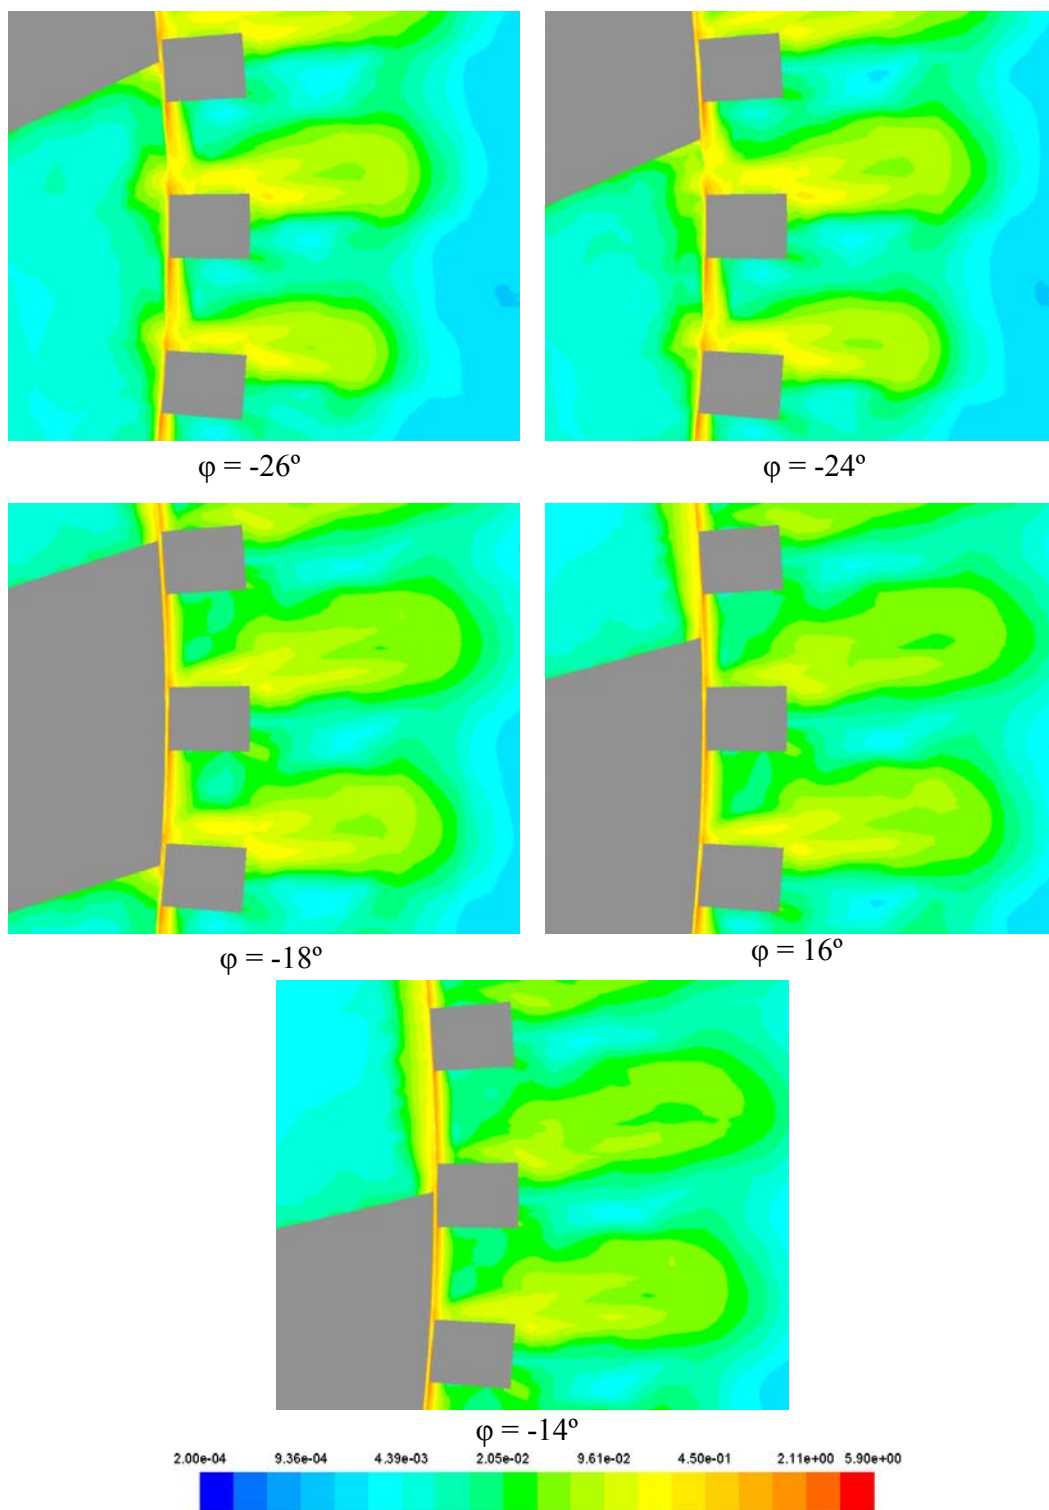 φ = -26º
φ = -24º
φ = -18º
φ = 16º
φ = -14º
2.00e-04 9.36e-04 4.39e-03 2.05e-02 9.61e-02 4.50e-01 2.11e+00 5.90e+00